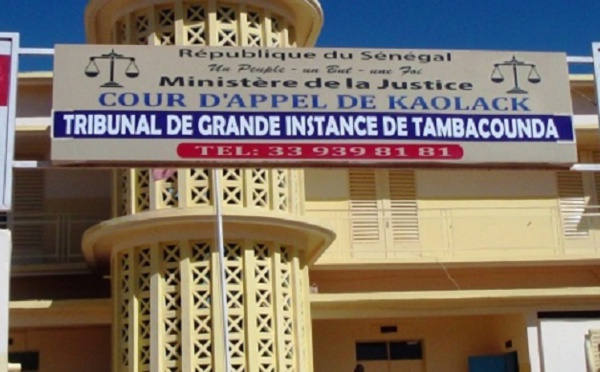 République du Sénégal
Un Peuple - un But - une Foi
Ministère de la Justice
COUR D'APPEL DE KAOLACK
TRIBUNAL DE GRANDE INSTANCE DE TAMBACOUNDA
TEL: 33 939 81 81